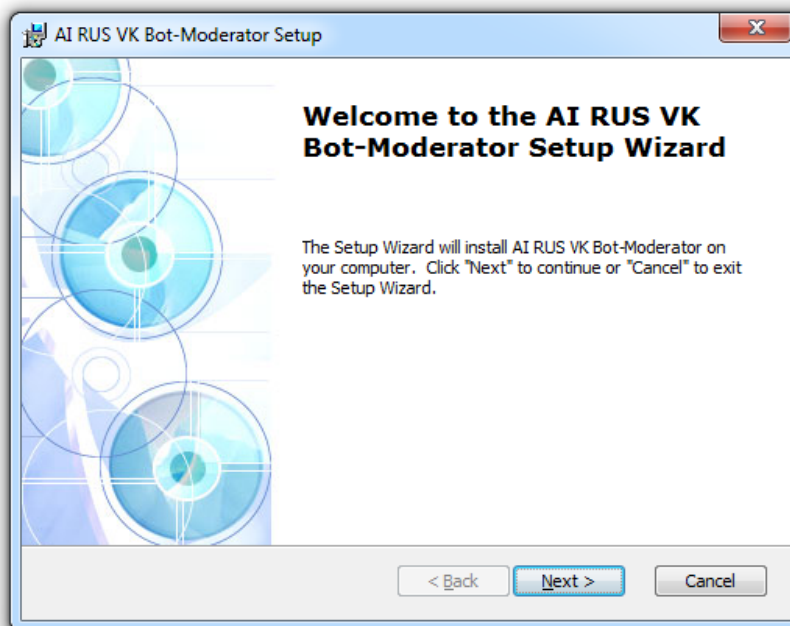 AI RUS VK Bot-Moderator Setup
Welcome to the AI RUS VK
Bot-Moderator Setup Wizard
The Setup Wizard will install AI RUS VK Bot-Moderator on
your computer.  Click "Next" to continue or "Cancel" to exit
the Setup Wizard.
< Back
Next >
Cancel